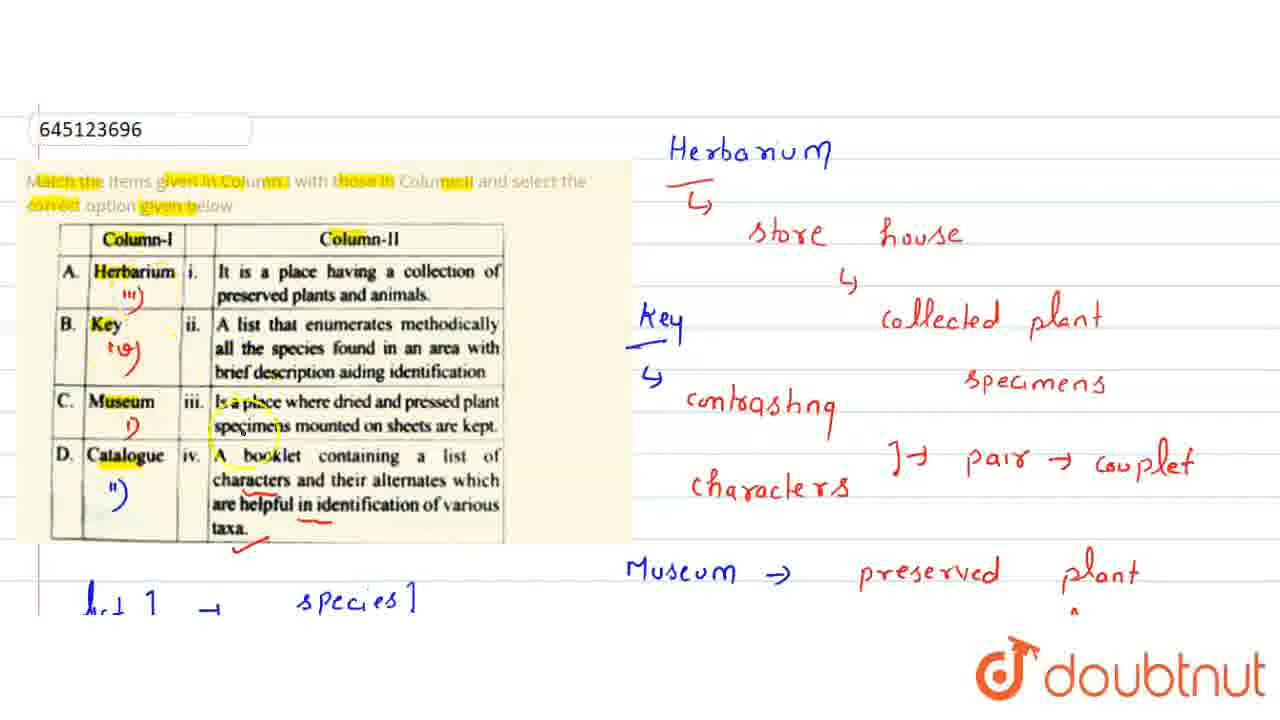 645123696
Match the items given in Column I with those in Column II and select the
correct option given below
Column-I Column-II
A. Herbarium i. It is a place having a collection of
preserved plants and animals.
iii)
B. Key ii. A list that enumerates methodically
all the species found in an area with
brief description aiding identification
iv)
C. Museum iii. Is a place where dried and pressed plant
specimens mounted on sheets are kept.
i)
D. Catalogue iv. A booklet containing a list of
characters and their alternates which
are helpful in identification of various
taxa.
ii)
species]
Herbarium
store house
collected plant
specimens
Key
contrasting
characters ] → pair → couplet
Museum → preserved plant
doubtnut